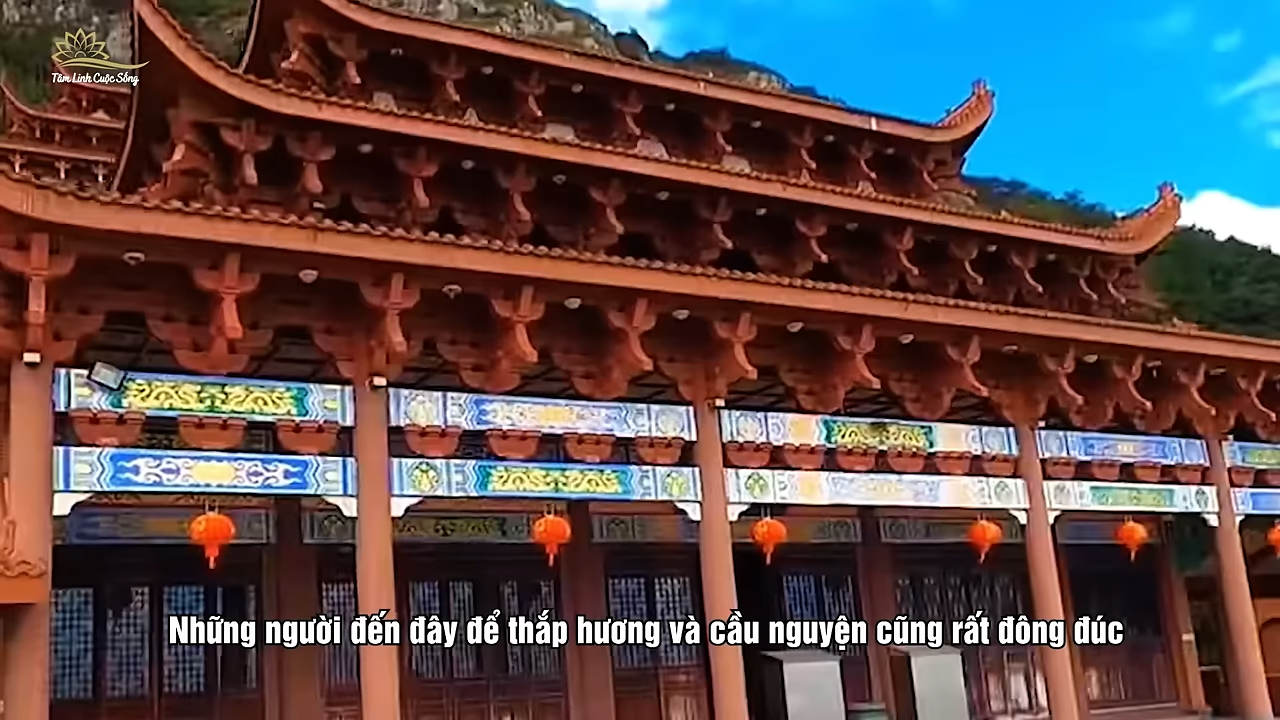 Tâm Linh Cuộc Sống
Những người đến đây để thắp hương và cầu nguyện cũng rất đông đúc